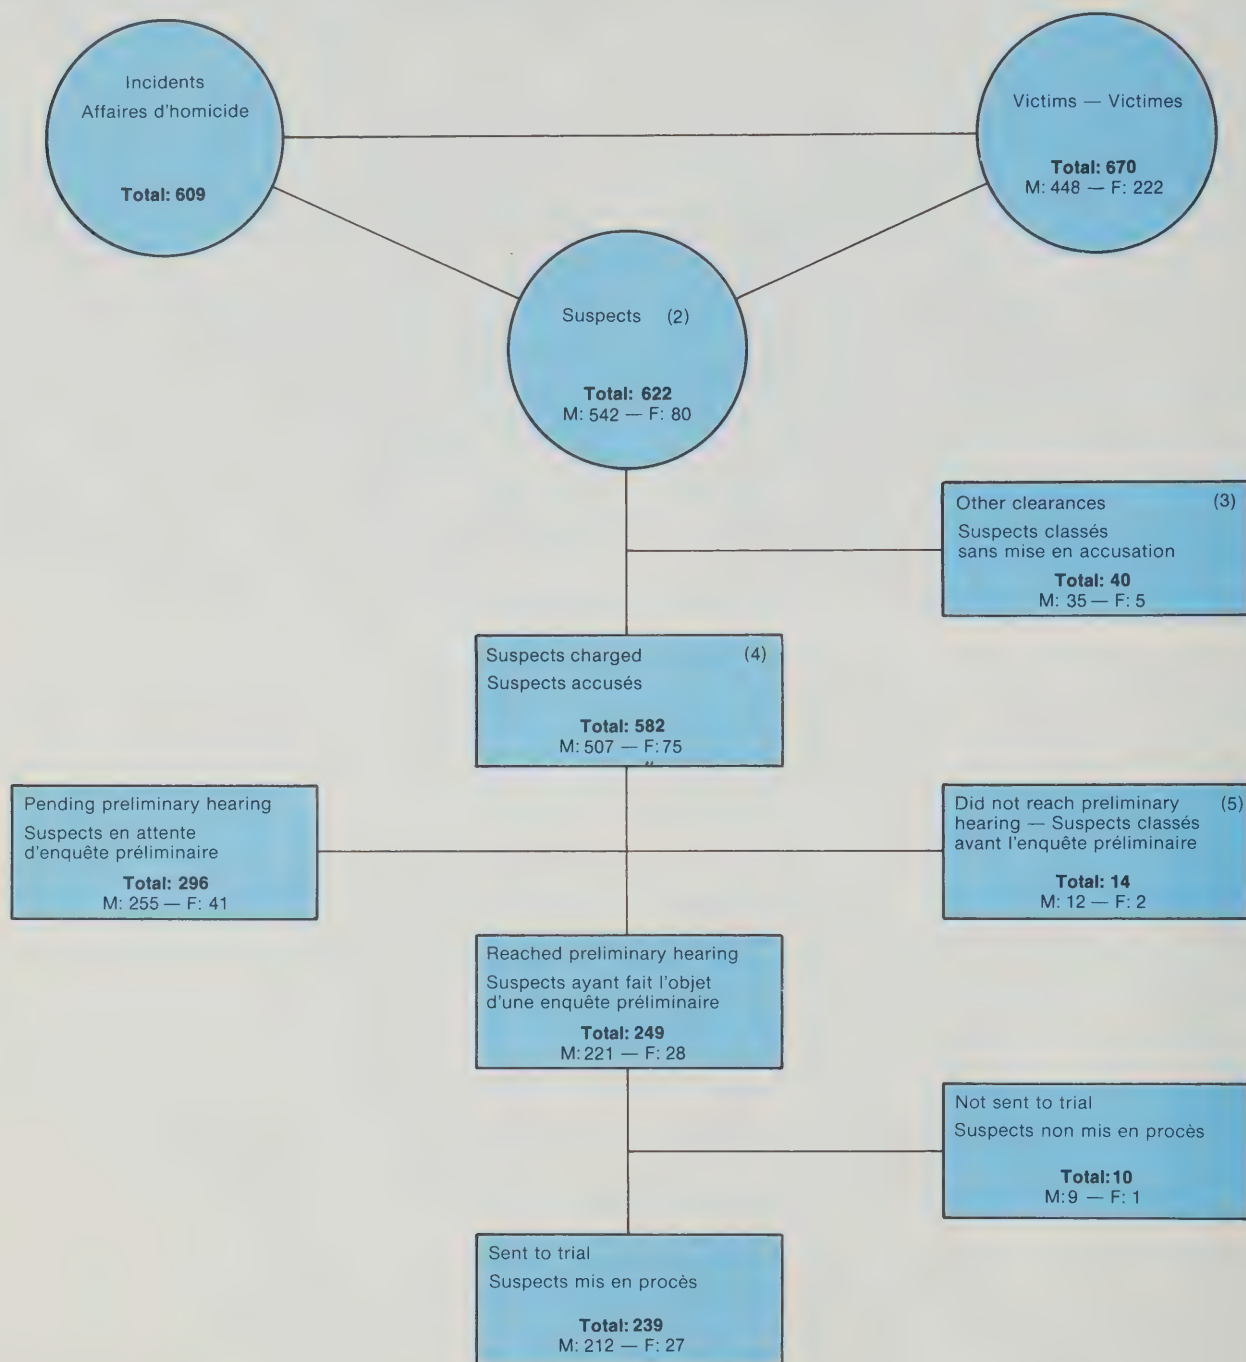 Incidents
Affaires d'homicide
Total: 609
Victims — Victimes
Total: 670
M: 448 — F: 222
Suspects (2)
Total: 622
M: 542 — F: 80
Other clearances (3)
Suspects classés
sans mise en accusation
Total: 40
M: 35 — F: 5
Suspects charged (4)
Suspects accusés
Total: 582
M: 507 — F: 75
Pending preliminary hearing
Suspects en attente
d'enquête préliminaire
Total: 296
M: 255 — F: 41
Did not reach preliminary (5)
hearing — Suspects classés
avant l'enquête préliminaire
Total: 14
M: 12 — F: 2
Reached preliminary hearing
Suspects ayant fait l'objet
d'une enquête préliminaire
Total: 249
M: 221 — F: 28
Not sent to trial
Suspects non mis en procès
Total: 10
M: 9 — F: 1
Sent to trial
Suspects mis en procès
Total: 239
M: 212 — F: 27